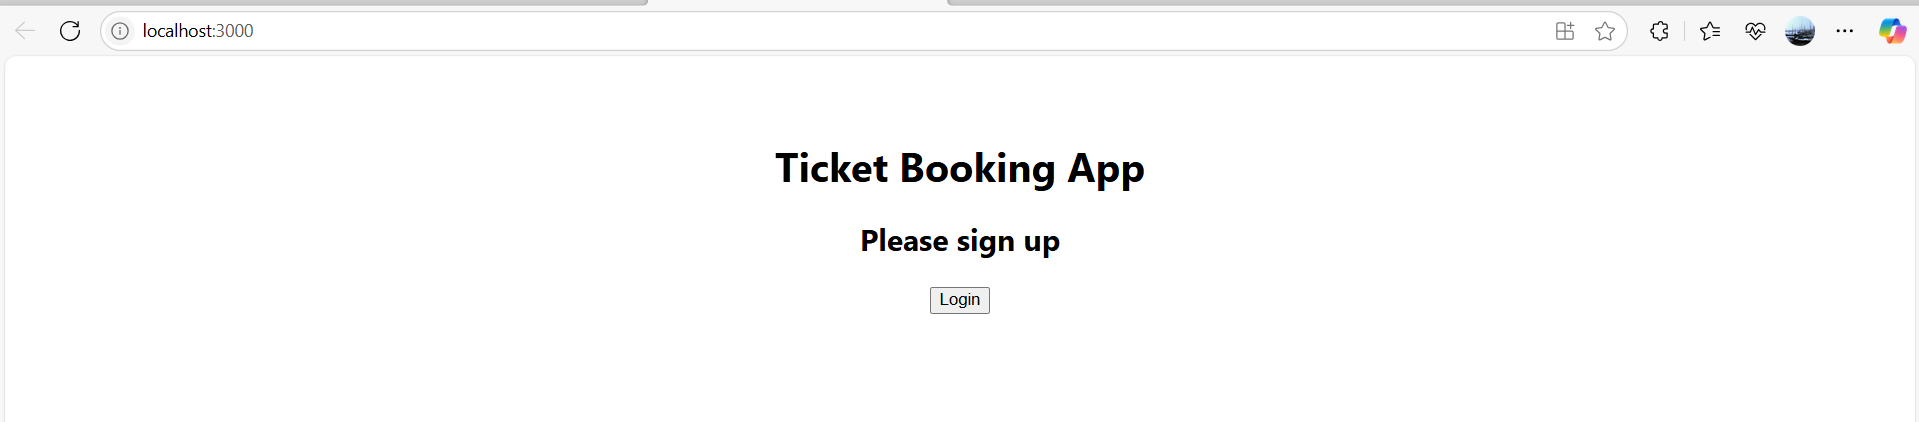 localhost:3000
Ticket Booking App
Please sign up
Login